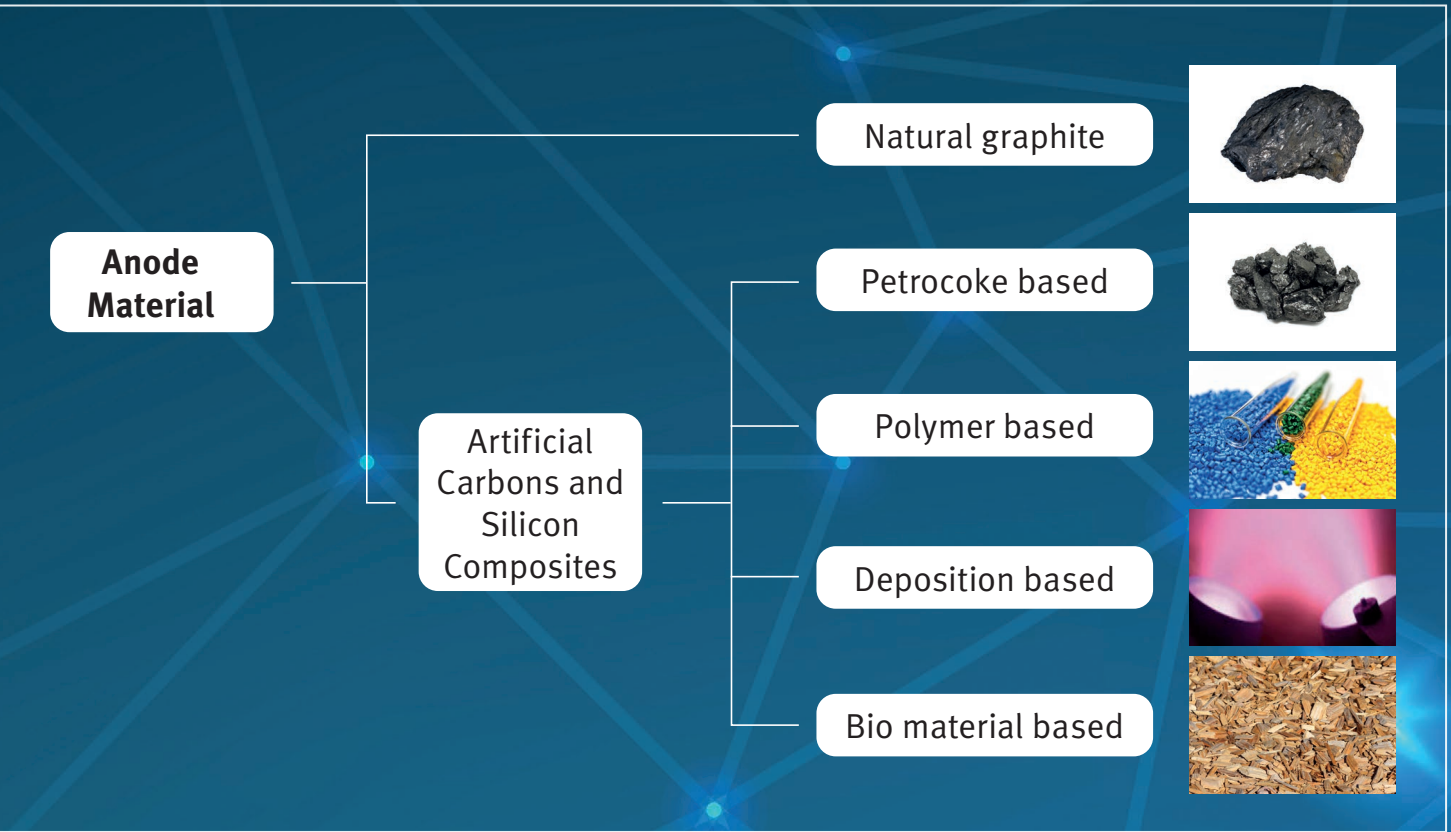 Natural graphite
Anode
Material
Petrocoke based
Artificial
Carbons and
Silicon
Composites
Polymer based
Deposition based
Bio material based